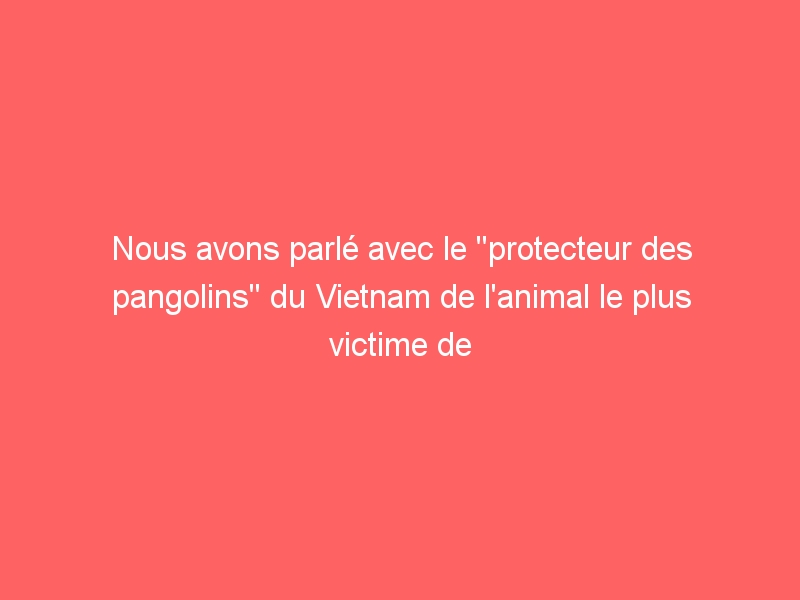 Nous avons parlé avec le "protecteur des
pangolins" du Vietnam de l'animal le plus
victime de